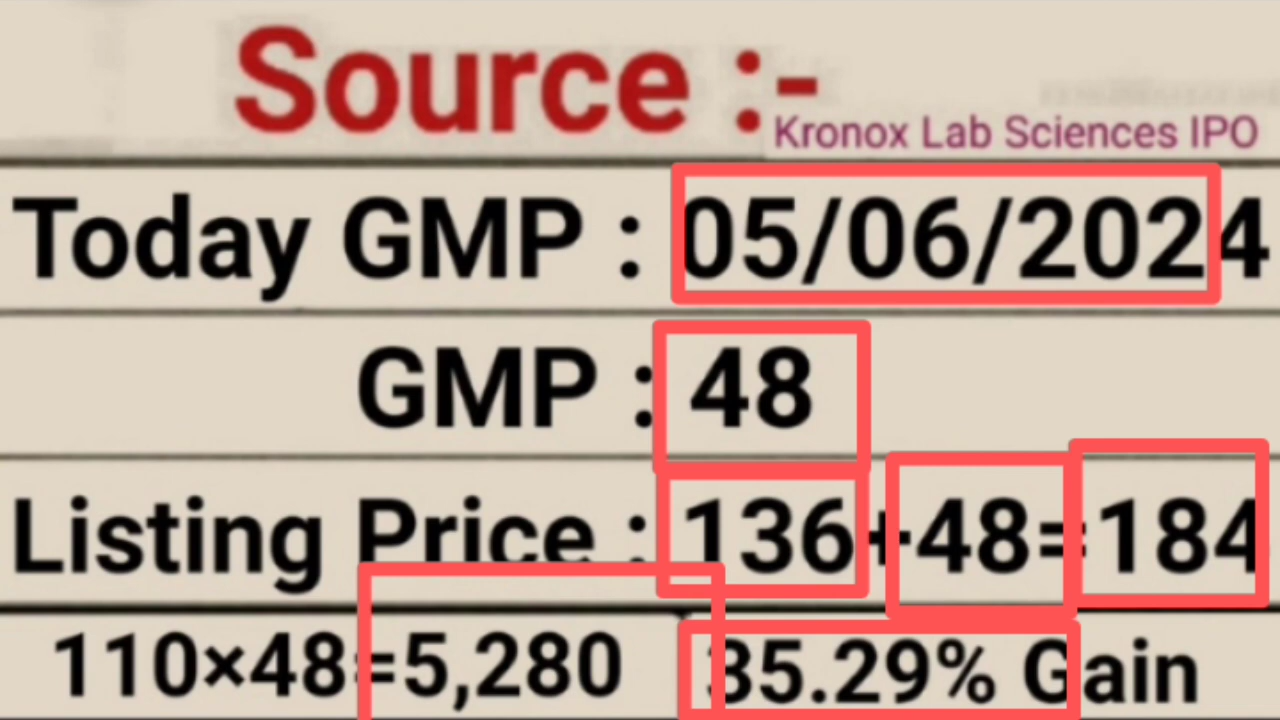 Source :-
Kronox Lab Sciences IPO
Today GMP : 05/06/2024
GMP : 48
Listing Price : 136+48=184
110×48=5,280 35.29% Gain